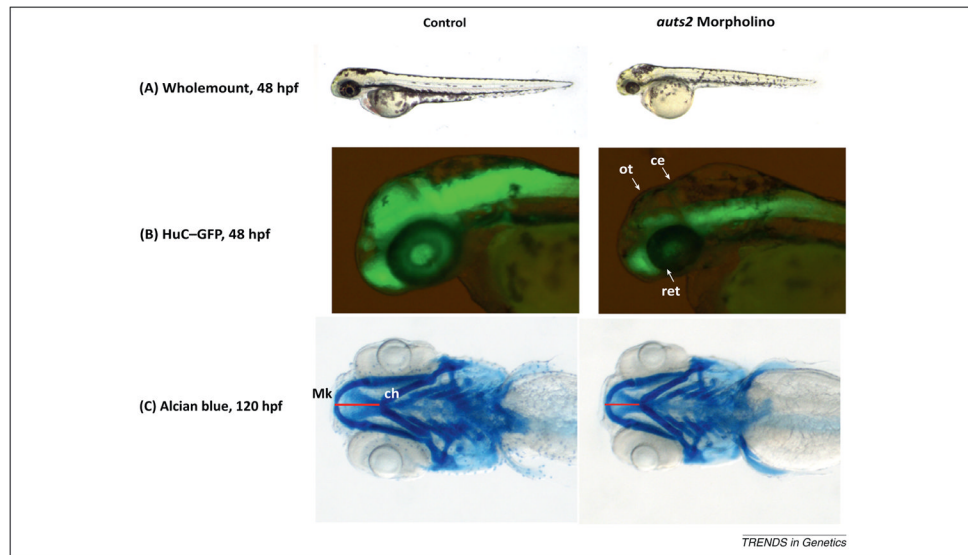 Control
auts2 Morpholino
(A) Wholemount, 48 hpf
(B) HuC–GFP, 48 hpf
ot
ce
ret
(C) Alcian blue, 120 hpf
Mk
ch
TRENDS in Genetics